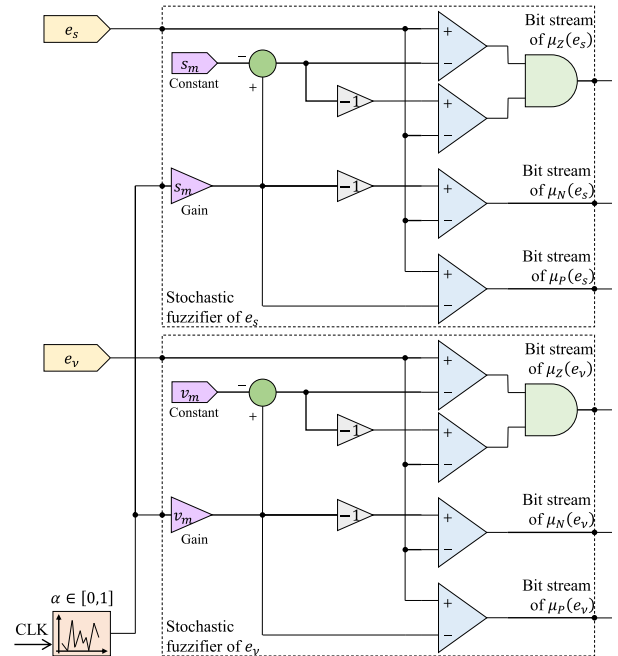 e_s
Bit stream
of μ_Z(e_s)
−
s_m
Constant
+
+
−
−1
+
−
s_m
Gain
−1
+
−
Bit stream
of μ_N(e_s)
+
−
Bit stream
of μ_P(e_s)
Stochastic
fuzzifier of e_s
e_v
Bit stream
of μ_Z(e_v)
−
v_m
Constant
+
+
−
−1
+
−
v_m
Gain
−1
+
−
Bit stream
of μ_N(e_v)
α ∈ [0,1]
CLK
+
−
Bit stream
of μ_P(e_v)
Stochastic
fuzzifier of e_v